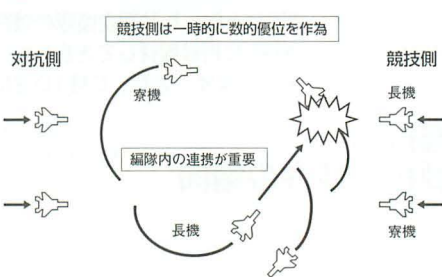 競技側は一時的に数的優位を作為
対抗側
競技側
寮機
長機
編隊内の連携が重要
長機
寮機